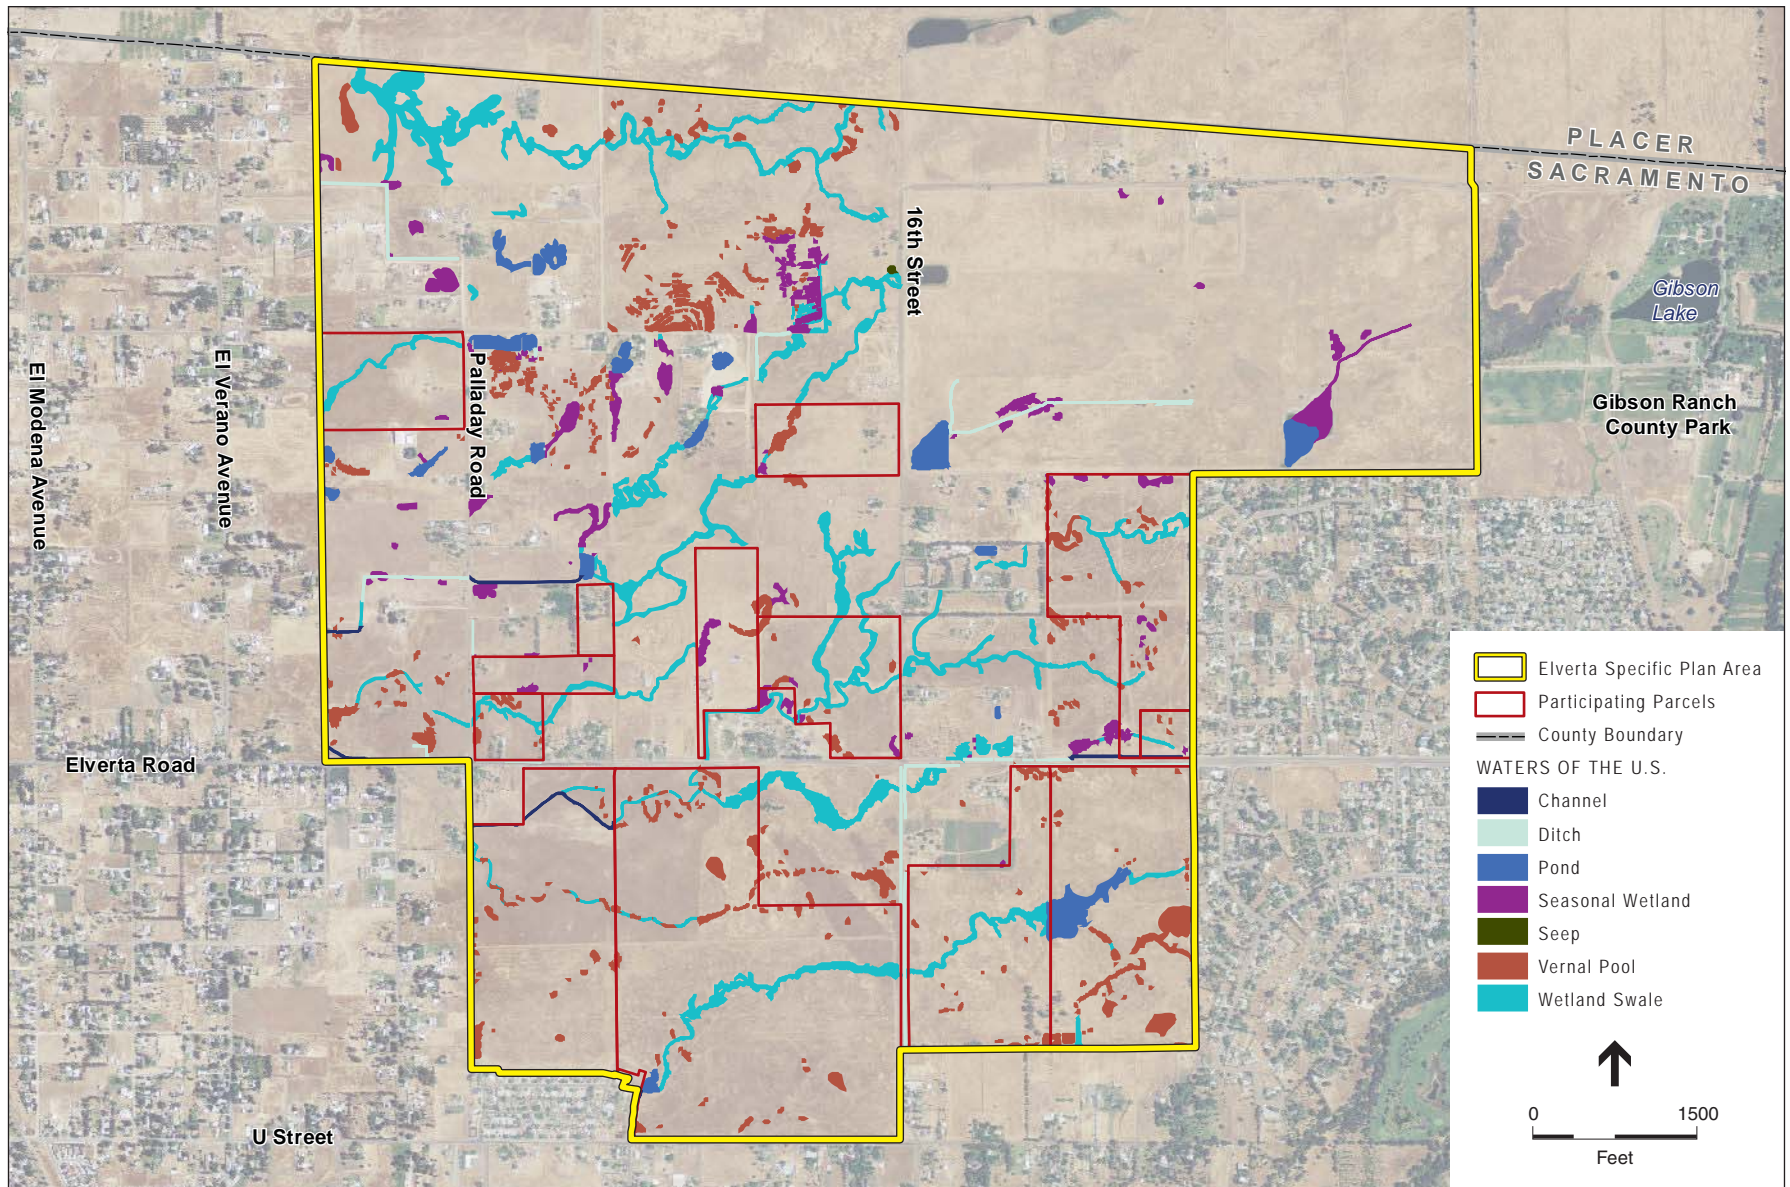 PLACER
SACRAMENTO
16th Street
Gibson
Lake
El Modena Avenue
El Verano Avenue
Palladay Road
Gibson Ranch
County Park
Elverta Road
U Street
Elverta Specific Plan Area
Participating Parcels
County Boundary
WATERS OF THE U.S.
Channel
Ditch
Pond
Seasonal Wetland
Seep
Vernal Pool
Wetland Swale
0 1500
Feet